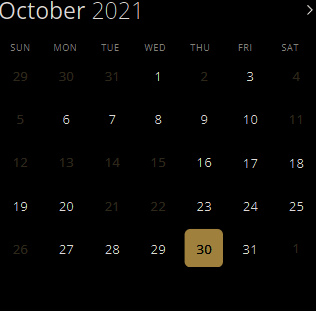 October 2021 >
SUN MON TUE WED THU FRI SAT
29 30 31 1 2 3 4
5 6 7 8 9 10 11
12 13 14 15 16 17 18
19 20 21 22 23 24 25
26 27 28 29 30 31 1